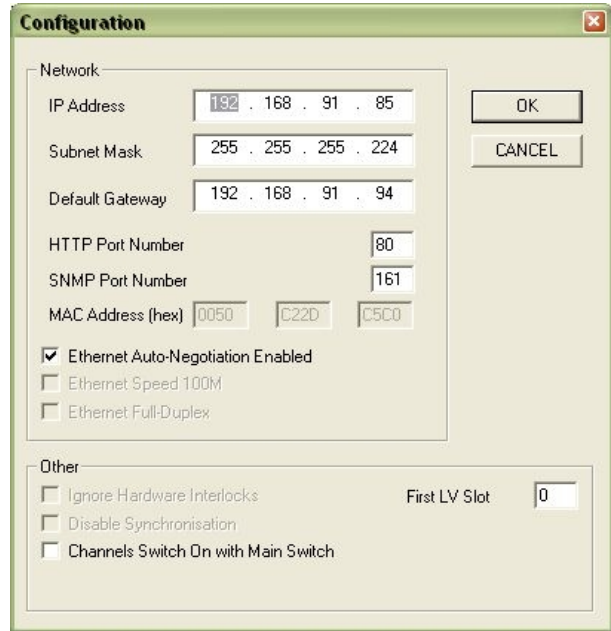 Configuration
Network
IP Address 192 . 168 . 91 . 85
OK
Subnet Mask 255 . 255 . 255 . 224
CANCEL
Default Gateway 192 . 168 . 91 . 94
HTTP Port Number 80
SNMP Port Number 161
MAC Address (hex) 0050 C22D C5C0
Ethernet Auto-Negotiation Enabled
Ethernet Speed 100M
Ethernet Full-Duplex
Other
Ignore Hardware Interlocks
First LV Slot 0
Disable Synchronisation
Channels Switch On with Main Switch